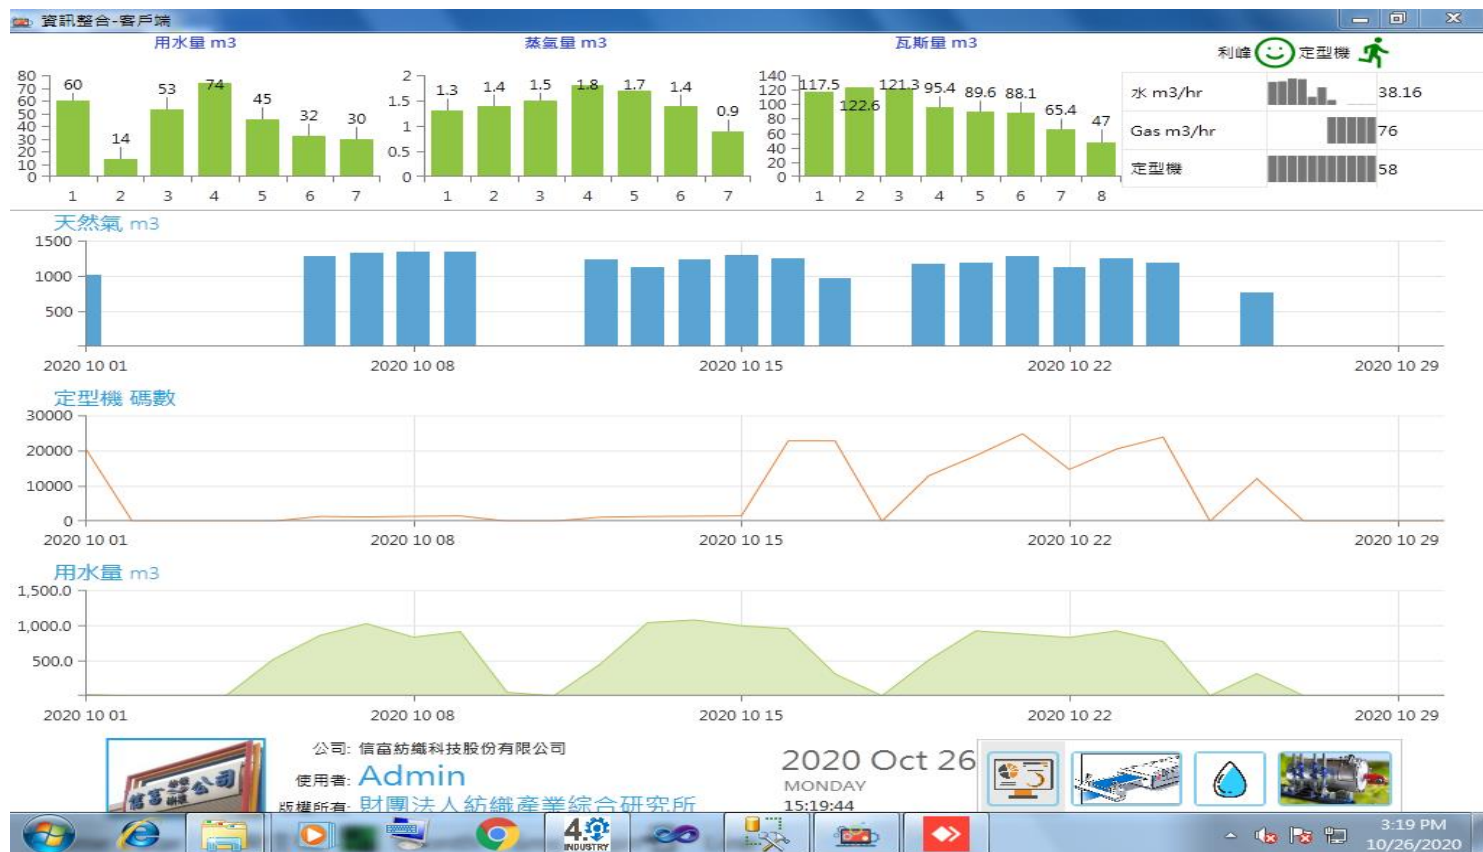 資訊整合-客戶端
用水量 m3
80
70
60
50
40
30
20
10
0
60
14
53
74
45
32
30
1 2 3 4 5 6 7
蒸氣量 m3
2
1.5
1
0.5
0
1.3
1.4
1.5
1.8
1.7
1.4
0.9
1 2 3 4 5 6 7
瓦斯量 m3
140
120
100
80
60
40
20
0
117.5
122.6
121.3
95.4
89.6
88.1
65.4
47
1 2 3 4 5 6 7 8
利峰 定型機
水 m3/hr 38.16
Gas m3/hr 76
定型機 58
天然氣 m3
1500
1000
500
2020 10 01 2020 10 08 2020 10 15 2020 10 22 2020 10 29
定型機 碼數
30000
20000
10000
0
2020 10 01 2020 10 08 2020 10 15 2020 10 22 2020 10 29
用水量 m3
1,500.0
1,000.0
500.0
2020 10 01 2020 10 08 2020 10 15 2020 10 22 2020 10 29
公司: 信富紡織科技股份有限公司
使用者: Admin
版權所有: 財團法人紡織產業綜合研究所
2020 Oct 26
MONDAY
15:19:44
4.0
INDUSTRY
3:19 PM
10/26/2020